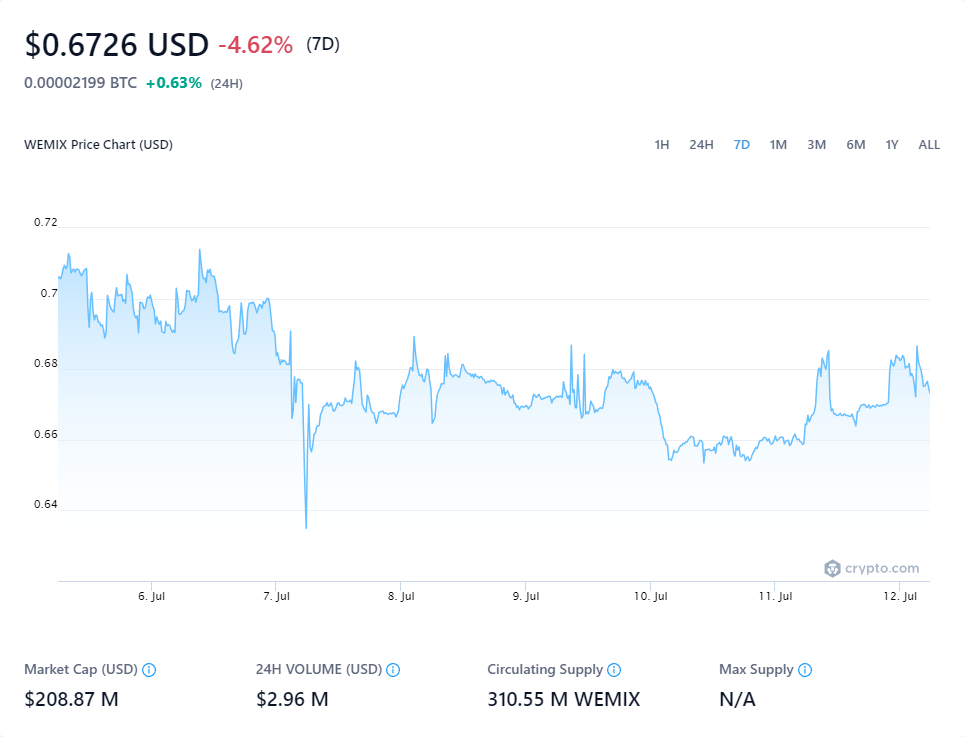 $0.6726 USD -4.62% (7D)
0.00002199 BTC +0.63% (24H)
WEMIX Price Chart (USD) 1H 24H 7D 1M 3M 6M 1Y ALL
0.72
0.7
0.68
0.66
0.64
crypto.com
6. Jul 7. Jul 8. Jul 9. Jul 10. Jul 11. Jul 12. Jul
Market Cap (USD) 24H VOLUME (USD) Circulating Supply Max Supply
$208.87 M $2.96 M 310.55 M WEMIX N/A